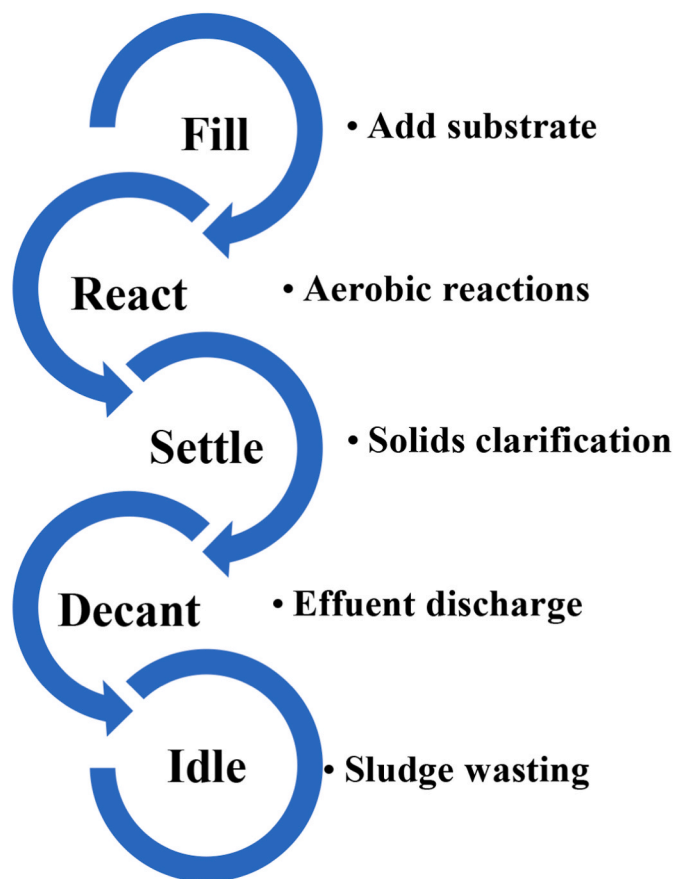 Fill
• Add substrate
React
• Aerobic reactions
Settle
• Solids clarification
Decant
• Effuent discharge
Idle
• Sludge wasting